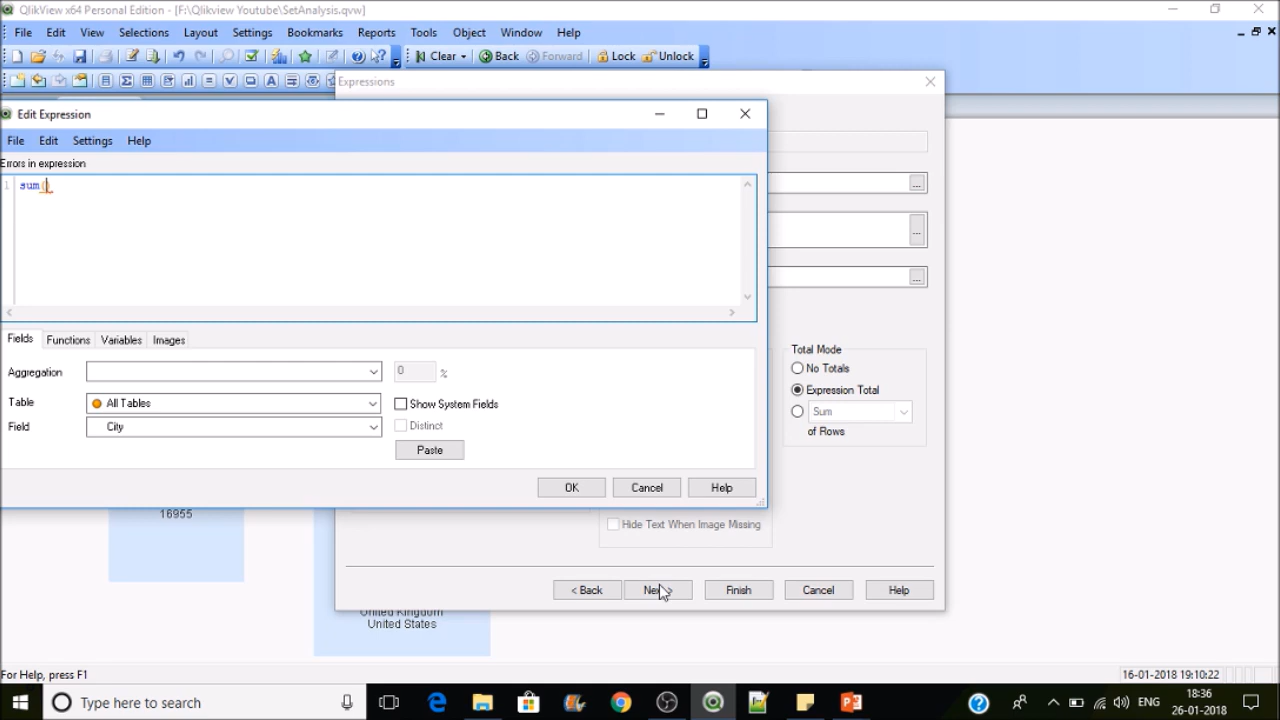 QlikView x64 Personal Edition - [F:\Qlikview Youtube\SetAnalysis.qvw]
File Edit View Selections Layout Settings Bookmarks Reports Tools Object Window Help
Clear Back Forward Lock Unlock
Expressions
Edit Expression
File Edit Settings Help
Errors in expression
1 sum()
...
...
...
Fields Functions Variables Images
Aggregation 0 %
Table All Tables Show System Fields
Field City Distinct
Paste
OK Cancel Help
Total Mode
No Totals
Expression Total
Sum
of Rows
16955
Hide Text When Image Missing
< Back Finish Cancel Help
United Kingdom
United States
For Help, press F1 16-01-2018 19:10:22
Type here to search
ENG 18:36
26-01-2018